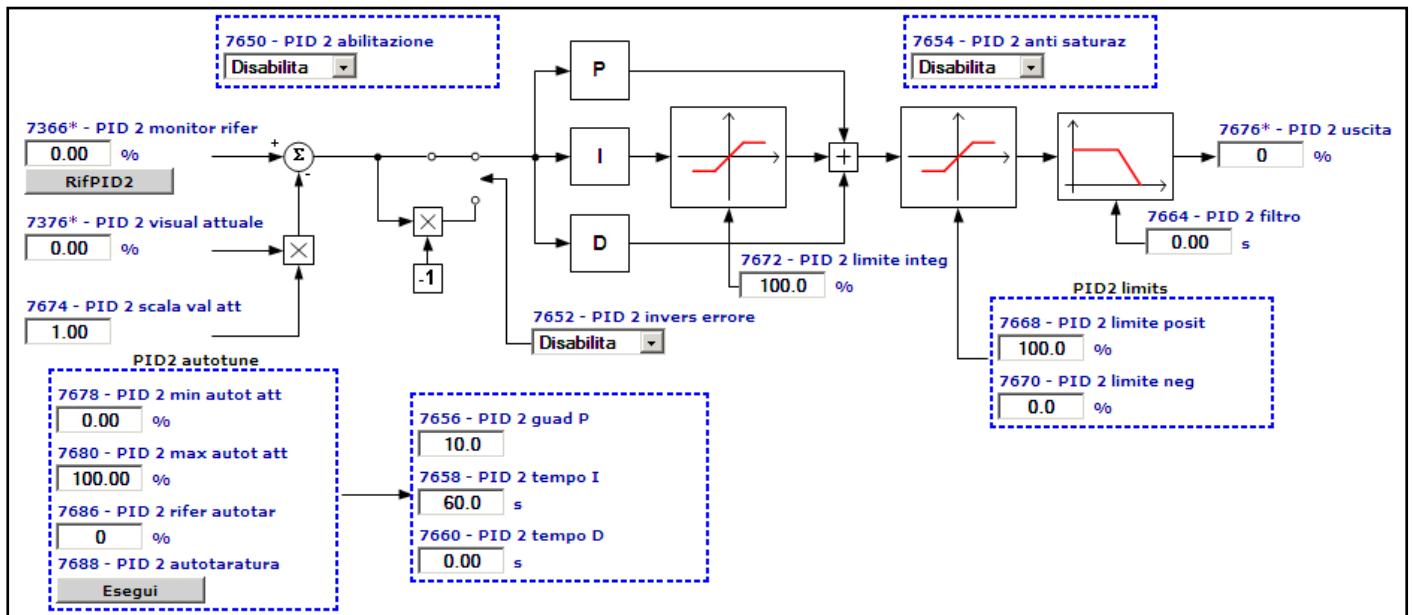 7650 - PID 2 abilitazione
Disabilita
7654 - PID 2 anti saturaz
Disabilita
P
7366* - PID 2 monitor rifer
0.00 %
RifPID2
+
Σ
-
I
+
7676* - PID 2 uscita
0 %
7376* - PID 2 visual attuale
0.00 %
×
×
-1
D
7664 - PID 2 filtro
0.00 s
7672 - PID 2 limite integ
100.0 %
7674 - PID 2 scala val att
1.00
7652 - PID 2 invers errore
Disabilita
PID2 limits
7668 - PID 2 limite posit
100.0 %
7670 - PID 2 limite neg
0.0 %
PID2 autotune
7678 - PID 2 min autot att
0.00 %
7680 - PID 2 max autot att
100.00 %
7686 - PID 2 rifer autotar
0 %
7688 - PID 2 autotaratura
Esegui
7656 - PID 2 guad P
10.0
7658 - PID 2 tempo I
60.0 s
7660 - PID 2 tempo D
0.00 s